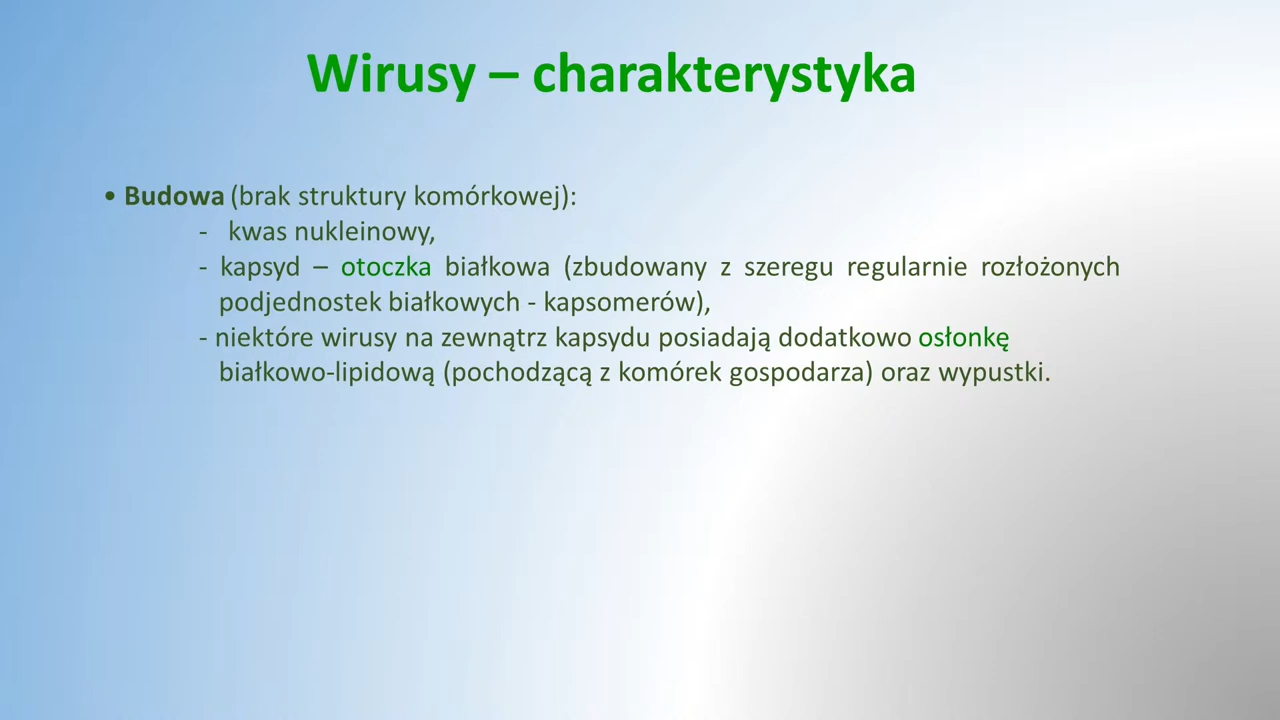 Wirusy – charakterystyka
• Budowa (brak struktury komórkowej):
- kwas nukleinowy,
- kapsyd – otoczka białkowa (zbudowany z szeregu regularnie rozłożonych
podjednostek białkowych - kapsomerów),
- niektóre wirusy na zewnątrz kapsydu posiadają dodatkowo osłonkę
białkowo-lipidową (pochodzącą z komórek gospodarza) oraz wypustki.